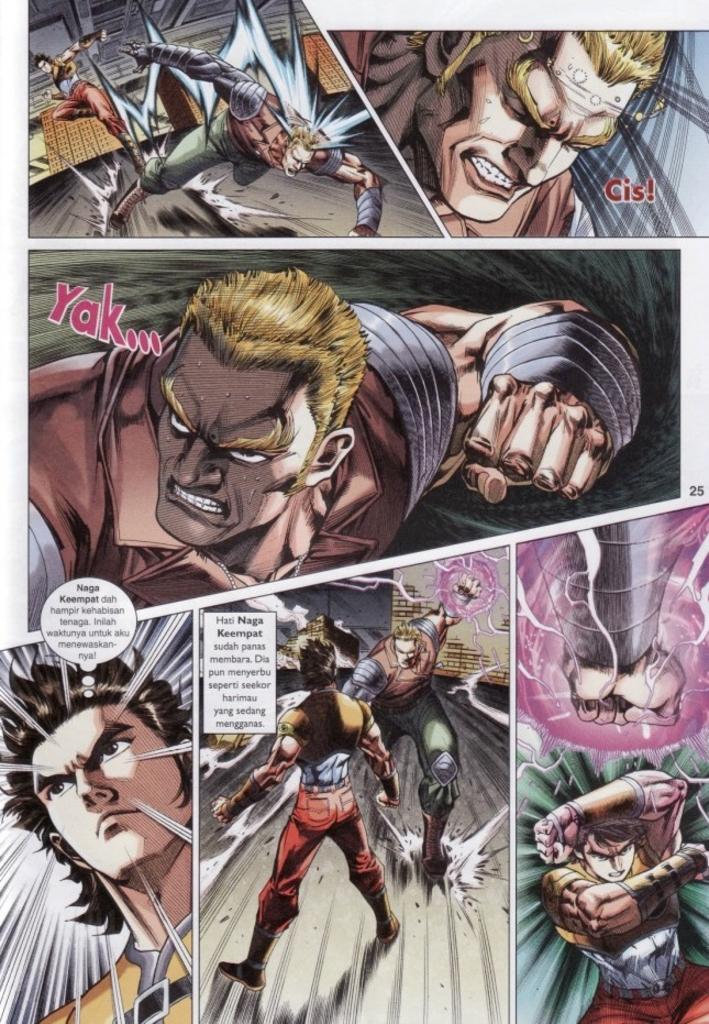 Cis!
Yak...
25
Naga
Keempat dah
hampir kehabisan
tenaga. Inilah
waktunya untuk aku
menewaskan-
nya!
Hati Naga
Keempat
sudah panas
membara. Dia
pun menyerbu
seperti seekor
harimau
yang sedang
mengganas.